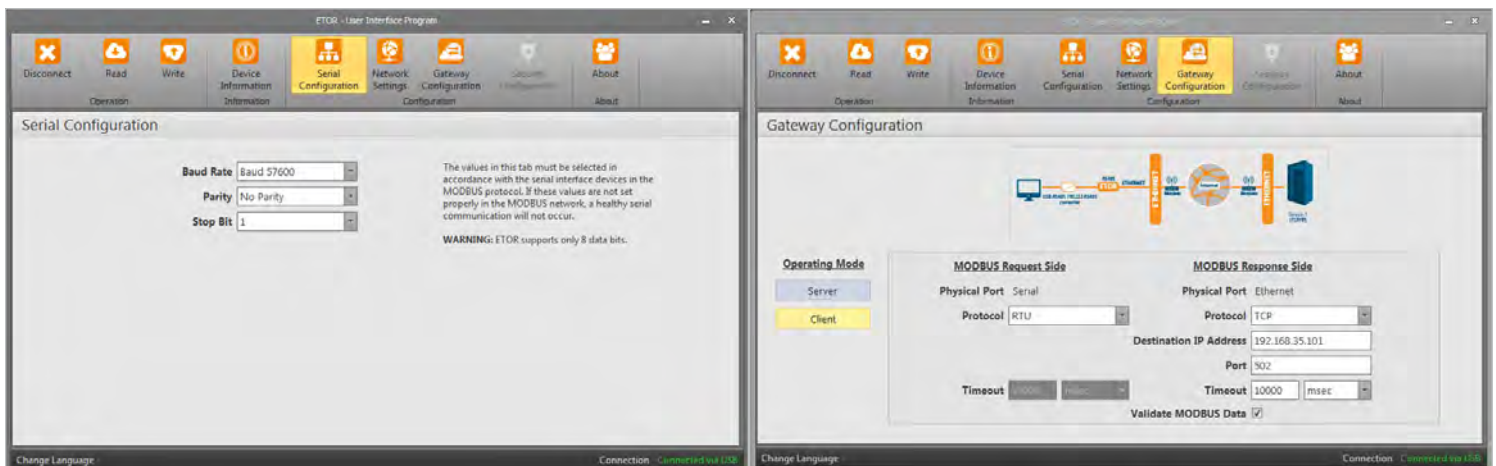 ETOR - User Interface Program
Disconnect
Read
Write
Device
Information
Serial
Configuration
Network
Settings
Gateway
Configuration
About
Operation
Information
Configuration
About
Serial Configuration
Baud Rate Baud 57600
Parity No Parity
Stop Bit 1
The values in this tab must be selected in
accordance with the serial interface devices in the
MODBUS protocol. If these values are not set
properly in the MODBUS network, a healthy serial
communication will not occur.
WARNING: ETOR supports only 8 data bits.
Change Language
Connection Connected via USB
Disconnect
Read
Write
Device
Information
Serial
Configuration
Network
Settings
Gateway
Configuration
About
Operation
Information
Configuration
About
Gateway Configuration
ETOR
ETHERNET
ETHERNET
ETHERNET
Operating Mode
Server
Client
MODBUS Request Side
Physical Port Serial
Protocol RTU
Timeout
MODBUS Response Side
Physical Port Ethernet
Protocol TCP
Destination IP Address 192.168.35.101
Port 502
Timeout 10000 msec
Validate MODBUS Data
Change Language
Connection Connected via USB